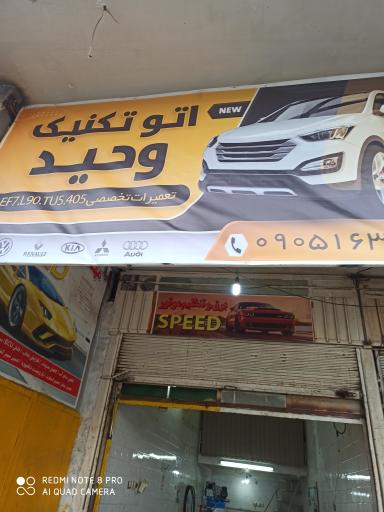 NEW
اتو تکنیک
وحید
تعمیرات تخصصی EF7.L90.TU5.405
RENAULT
KIA
Audi
۰۹۰۵۱۶۳
SPEED
REDMI NOTE 8 PRO
AI QUAD CAMERA